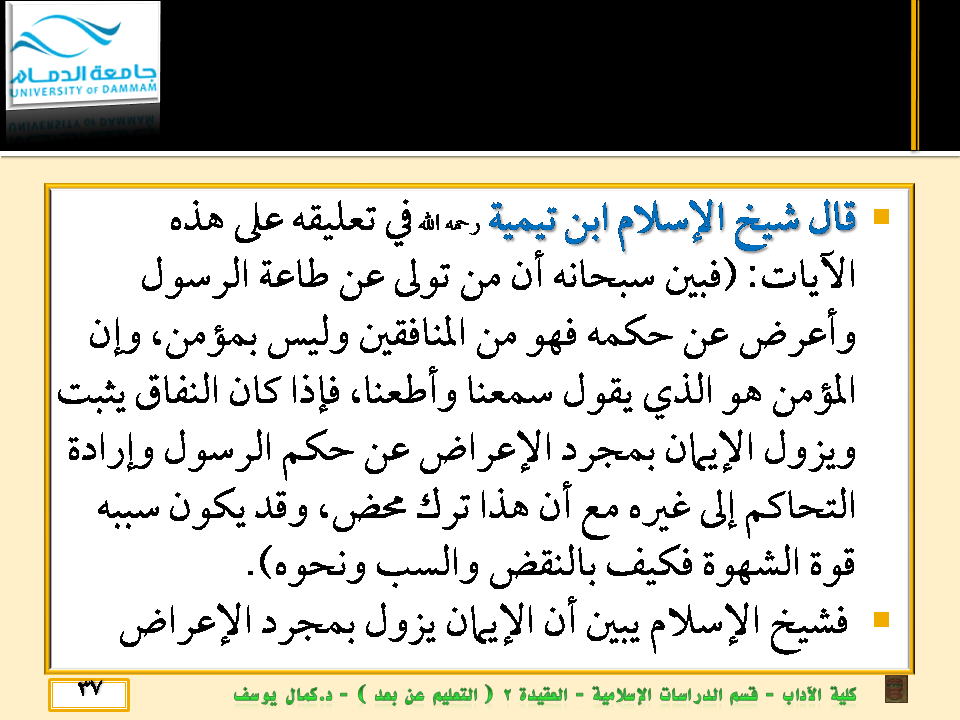 جامعة الدمام
UNIVERSITY OF DAMMAM
قال شيخ الإسلام ابن تيمية رحمه الله في تعليقه على هذه
الآيات: (فبين سبحانه أن من تولى عن طاعة الرسول
وأعرض عن حكمه فهو من المنافقين وليس بمؤمن، وإن
المؤمن هو الذي يقول سمعنا وأطعنا، فإذا كان النفاق يثبت
ويزول الإيمان بمجرد الإعراض عن حكم الرسول وإرادة
التحاكم إلى غيره مع أن هذا ترك محض، وقد يكون سببه
قوة الشهوة فكيف بالنقض والسب ونحوه).
فشيخ الإسلام يبين أن الإيمان يزول بمجرد الإعراض
كلية الآداب - قسم الدراسات الإسلامية - العقيدة ٢ ( التعليم عن بعد ) - د.كمال يوسف
٣٧